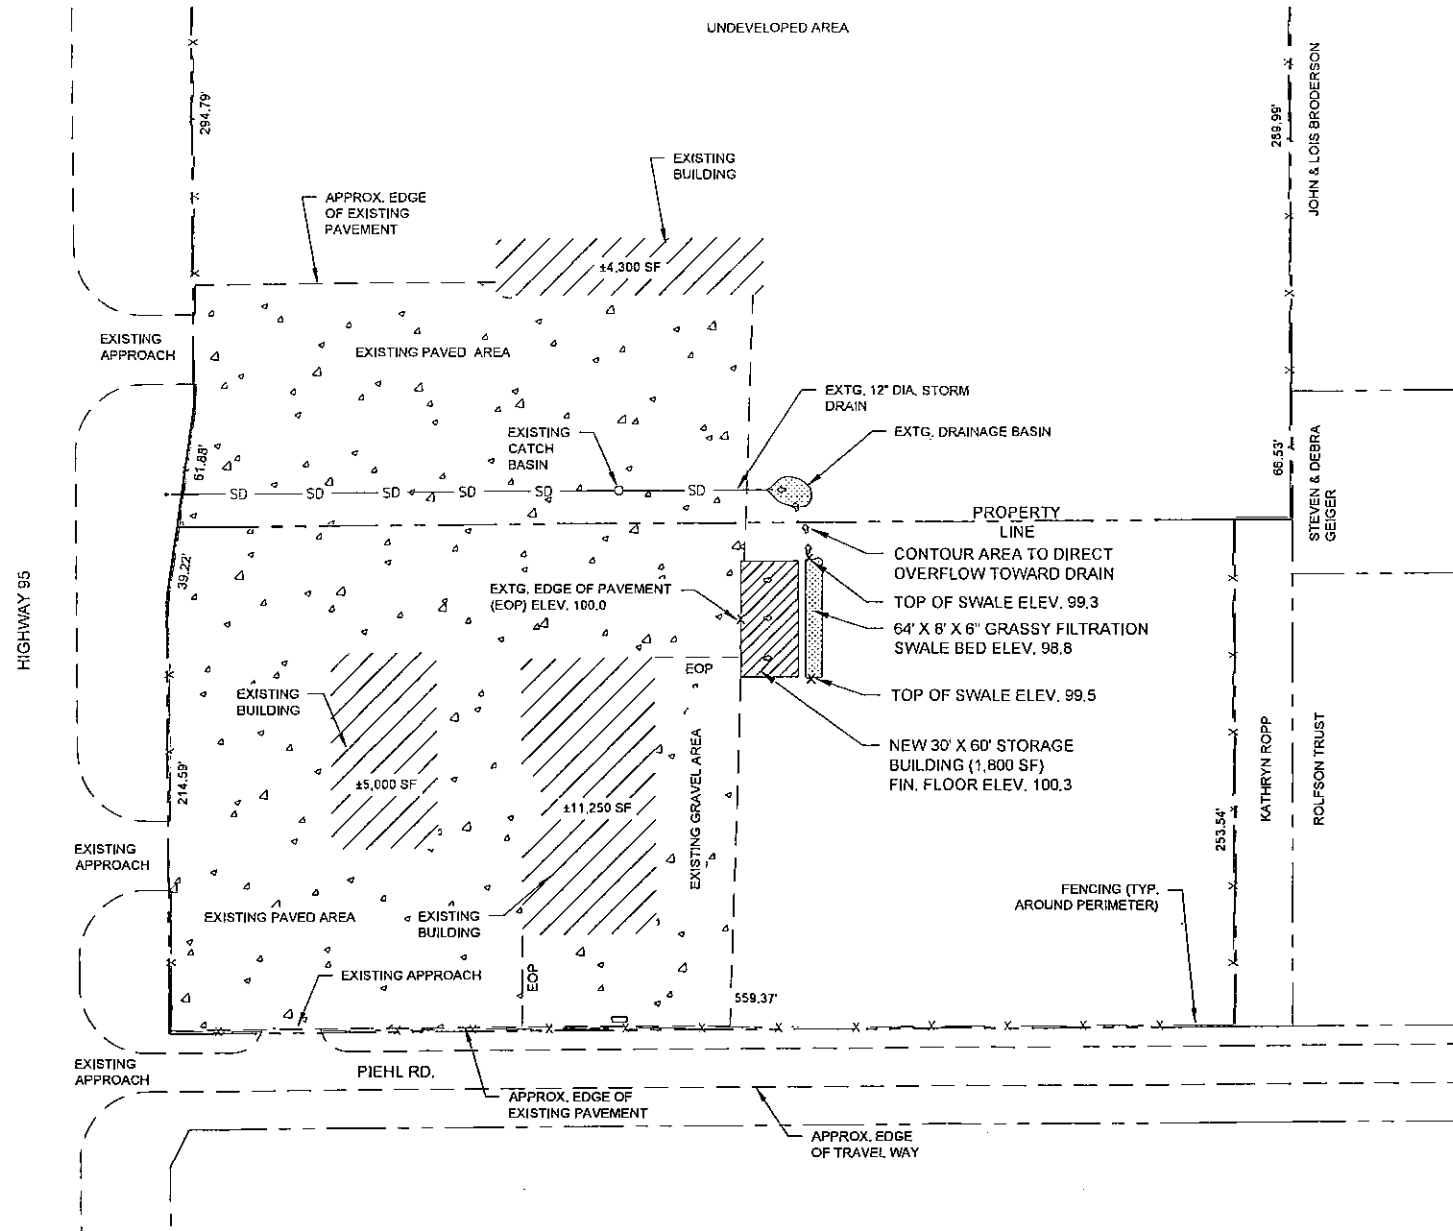 UNDEVELOPED AREA
294.79'
289.99'
JOHN & LOIS BRODERSON
EXISTING
BUILDING
APPROX. EDGE
OF EXISTING
PAVEMENT
±4,300 SF
EXISTING
APPROACH
EXISTING PAVED AREA
EXTG. 12" DIA. STORM
DRAIN
EXISTING
CATCH
BASIN
EXTG. DRAINAGE BASIN
61.88'
66.53'
STEVEN & DEBRA
GEIGER
SD SD SD SD SD SD
PROPERTY
LINE
CONTOUR AREA TO DIRECT
OVERFLOW TOWARD DRAIN
39.22'
HIGHWAY 95
EXTG. EDGE OF PAVEMENT
(EOP) ELEV. 100.0
TOP OF SWALE ELEV. 99.3
64' X 8' X 6" GRASSY FILTRATION
SWALE BED ELEV. 98.8
EOP
TOP OF SWALE ELEV. 99.5
EXISTING
BUILDING
NEW 30' X 60' STORAGE
BUILDING (1,800 SF)
FIN. FLOOR ELEV. 100.3
214.59'
±5,000 SF
±11,250 SF
EXISTING GRAVEL AREA
253.54'
KATHRYN ROPP
ROLFSON TRUST
EXISTING
APPROACH
FENCING (TYP.
AROUND PERIMETER)
EXISTING PAVED AREA
EXISTING
BUILDING
EXISTING APPROACH
EOP
559.37'
EXISTING
APPROACH
PIEHL RD.
APPROX. EDGE OF
EXISTING PAVEMENT
APPROX. EDGE
OF TRAVEL WAY